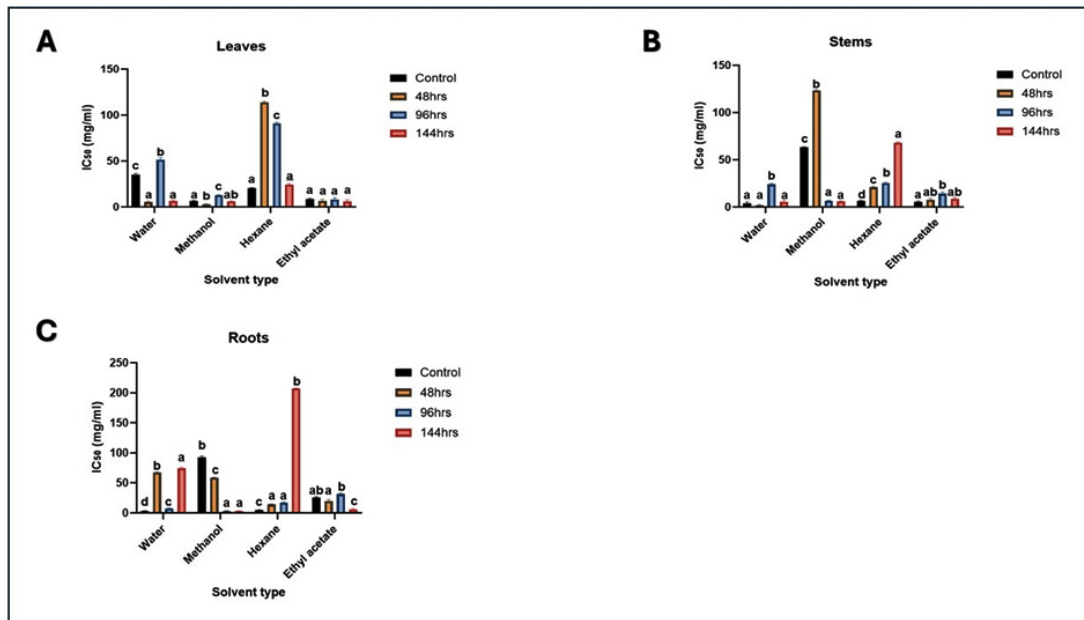 A
Leaves
150
100
50
0
IC50 (mg/ml)
c
a
b
a
a
b
c
ab
a
b
c
a
a
a
a
a
Water
Methanol
Hexane
Ethyl acetate
Solvent type
Control
48hrs
96hrs
144hrs
B
Stems
150
100
50
0
IC50 (mg/ml)
a
a
b
a
c
b
a
a
d
c
b
a
a
ab
b
ab
Water
Methanol
Hexane
Ethyl acetate
Solvent type
Control
48hrs
96hrs
144hrs
C
Roots
250
200
150
100
50
0
IC50 (mg/ml)
d
b
c
a
b
c
a
a
c
a
a
b
ab
a
b
c
Water
Methanol
Hexane
Ethyl acetate
Solvent type
Control
48hrs
96hrs
144hrs